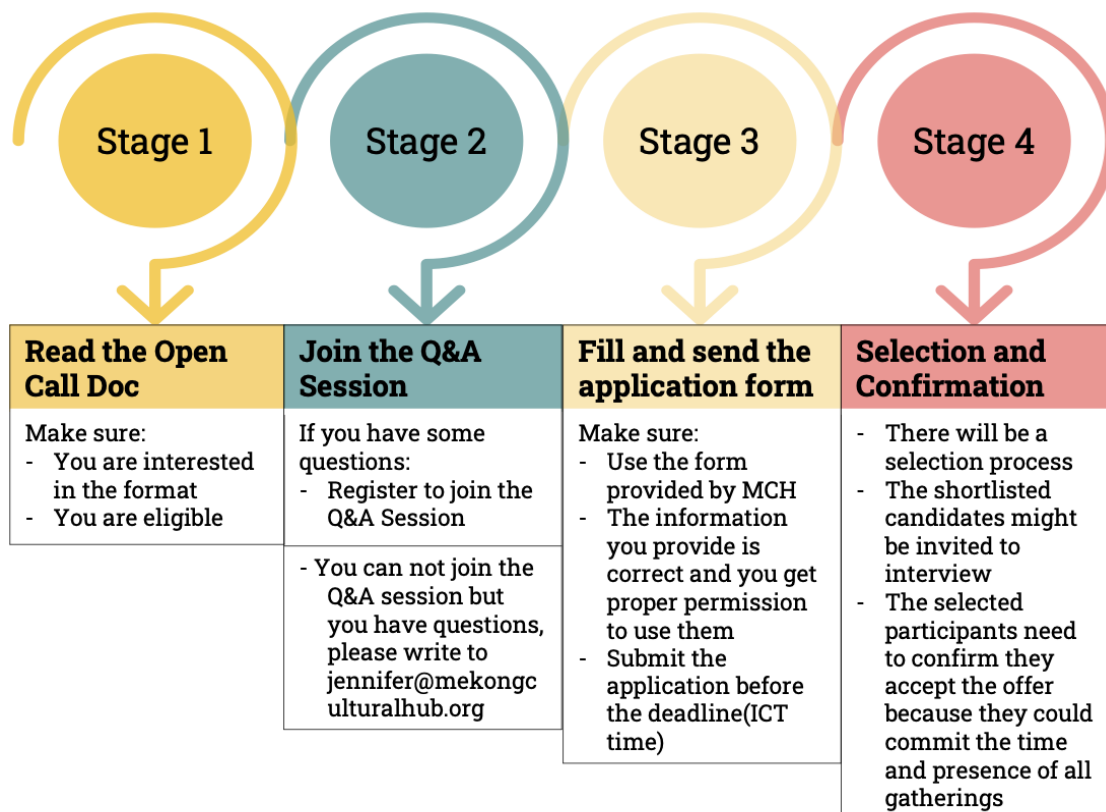 Stage 1
Stage 2
Stage 3
Stage 4
Read the Open
Call Doc
Make sure:
- You are interested
in the format
- You are eligible
Join the Q&A
Session
If you have some
questions:
- Register to join the
Q&A Session
- You can not join the
Q&A session but
you have questions,
please write to
jennifer@mekongc
ulturalhub.org
Fill and send the
application form
Make sure:
- Use the form
provided by MCH
- The information
you provide is
correct and you get
proper permission
to use them
- Submit the
application before
the deadline(ICT
time)
Selection and
Confirmation
- There will be a
selection process
- The shortlisted
candidates might
be invited to
interview
- The selected
participants need
to confirm they
accept the offer
because they could
commit the time
and presence of all
gatherings